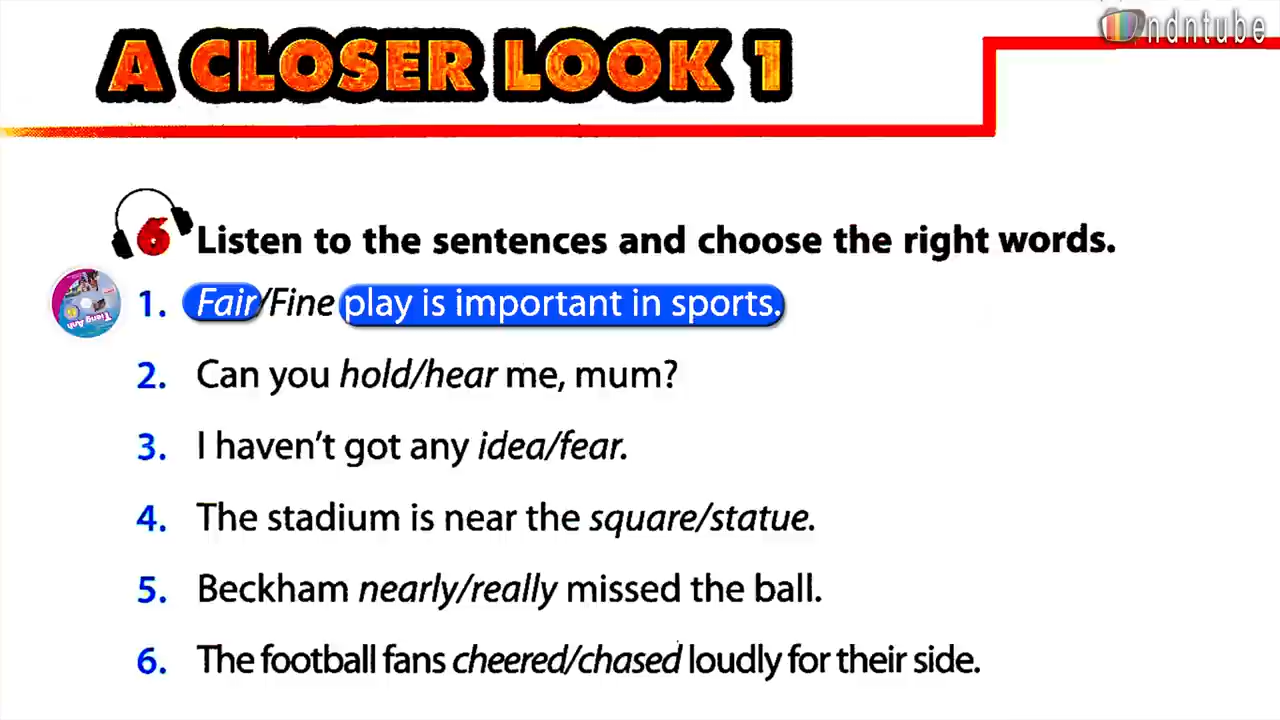 ndntube
A CLOSER LOOK 1
6 Listen to the sentences and choose the right words.
1. Fair/Fine play is important in sports.
2. Can you hold/hear me, mum?
3. I haven't got any idea/fear.
4. The stadium is near the square/statue.
5. Beckham nearly/really missed the ball.
6. The football fans cheered/chased loudly for their side.
Tieng Anh